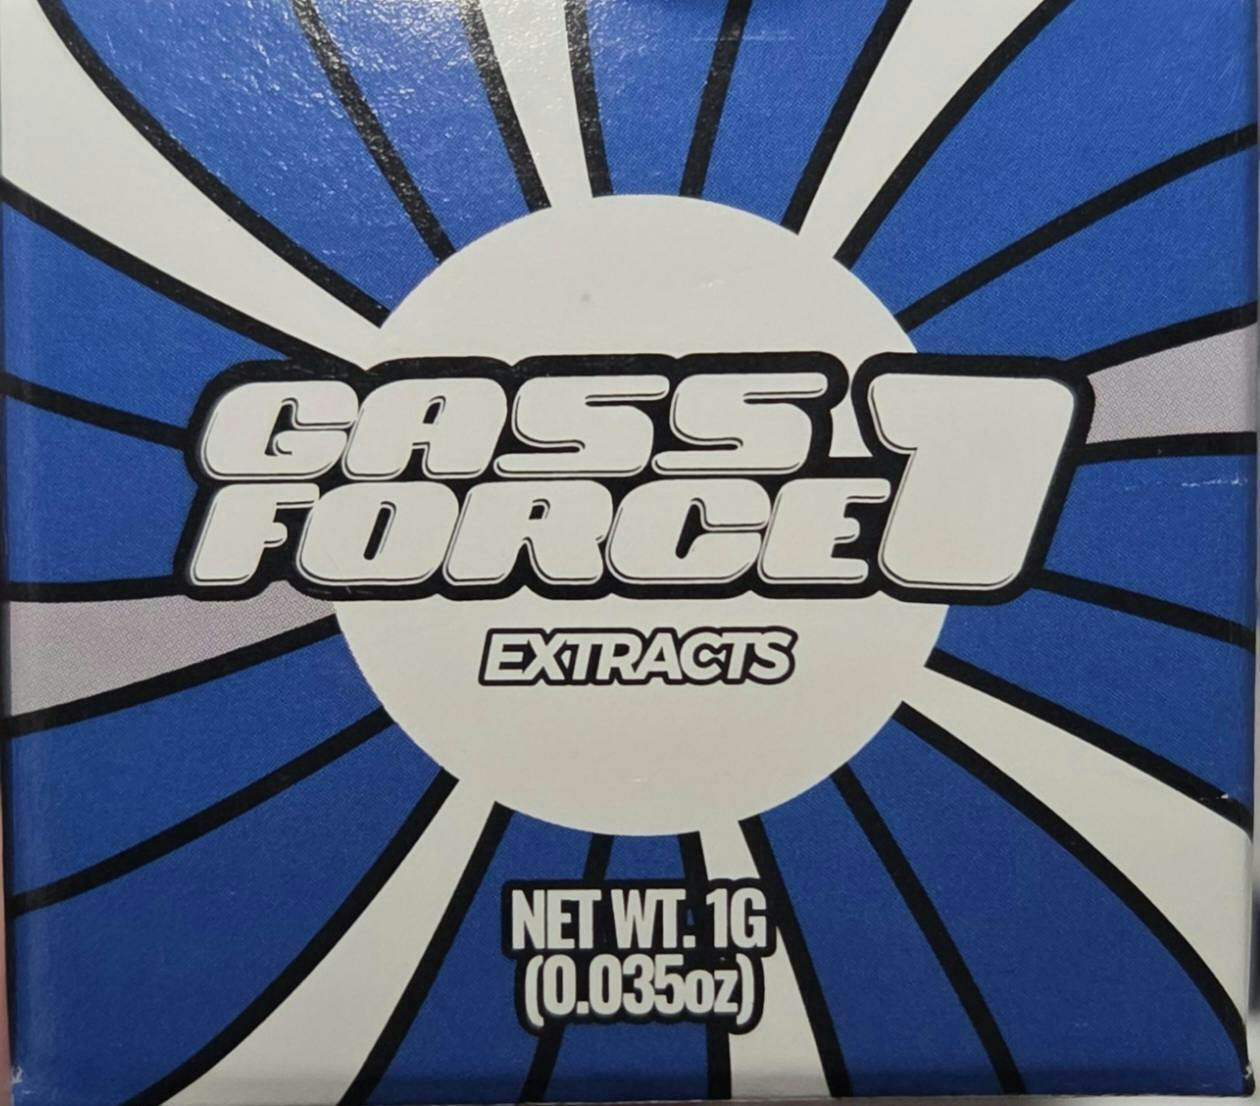 GASS
FORCE 1
EXTRACTS
NET WT. 1G
(0.035oz)